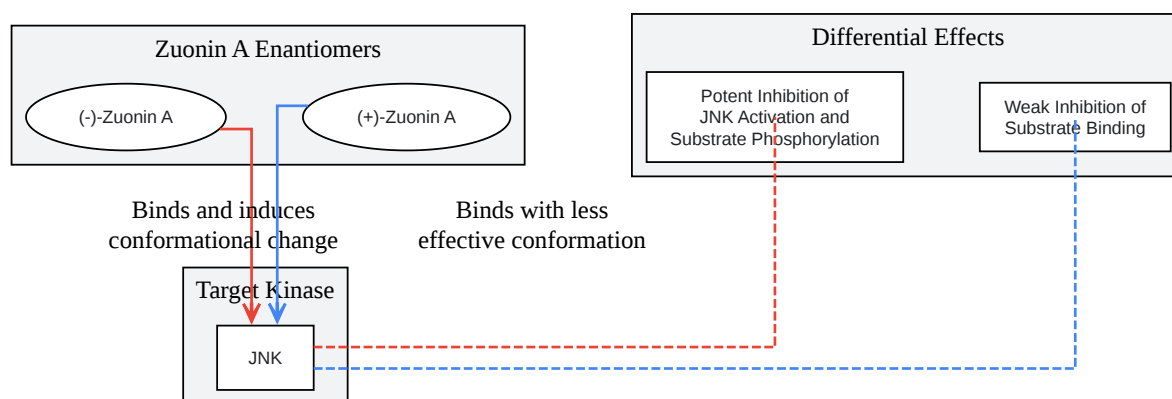 Zuonin A Enantiomers
(-)-Zuonin A
(+)-Zuonin A
Differential Effects
Potent Inhibition of
JNK Activation and
Substrate Phosphorylation
Weak Inhibition of
Substrate Binding
Binds and induces
conformational change
Binds with less
effective conformation
Target Kinase
JNK